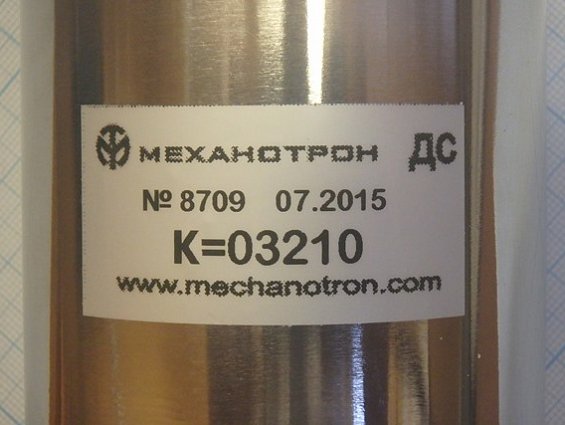 МЕХАНОТРОН ДС
№ 8709 07.2015
K=03210
www.mechanotron.com